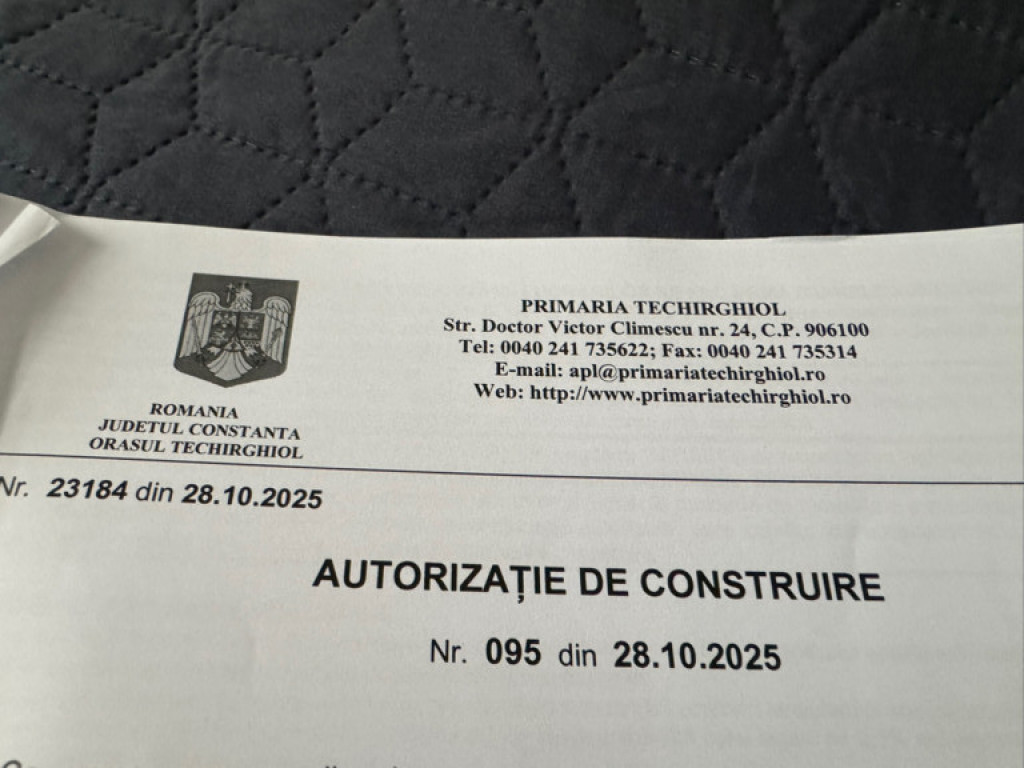 PRIMARIA TECHIRGHIOL
Str. Doctor Victor Climescu nr. 24, C.P. 906100
Tel: 0040 241 735622; Fax: 0040 241 735314
E-mail: apl@primariatechirghiol.ro
Web: http://www.primariatechirghiol.ro
ROMANIA
JUDETUL CONSTANTA
ORASUL TECHIRGHIOL
Nr. 23184 din 28.10.2025
AUTORIZAȚIE DE CONSTRUIRE
Nr. 095 din 28.10.2025